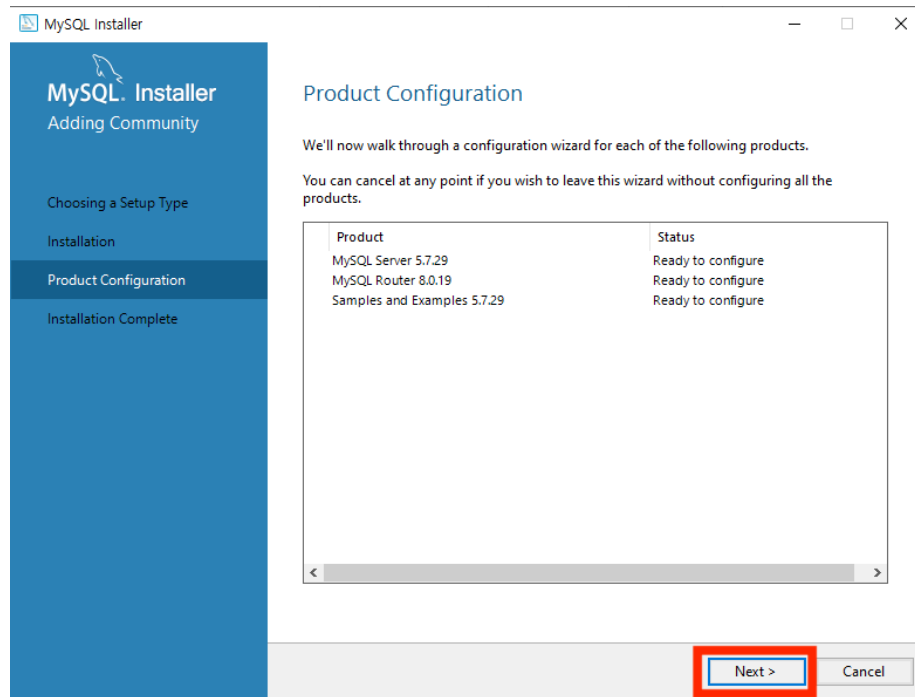 MySQL Installer
MySQL. Installer
Adding Community
Choosing a Setup Type
Installation
Product Configuration
Installation Complete
Product Configuration
We'll now walk through a configuration wizard for each of the following products.
You can cancel at any point if you wish to leave this wizard without configuring all the
products.
Product Status
MySQL Server 5.7.29 Ready to configure
MySQL Router 8.0.19 Ready to configure
Samples and Examples 5.7.29 Ready to configure
Next > Cancel